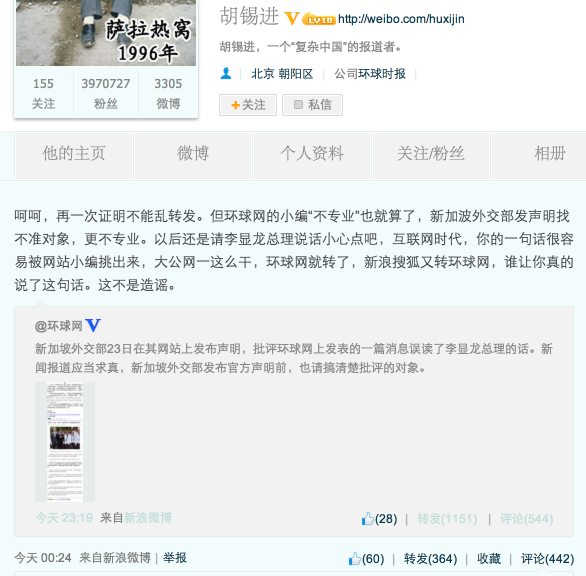 萨拉热窝
1996年
胡锡进 V LV18 http://weibo.com/huxijin
胡锡进，一个“复杂中国”的报道者。
北京 朝阳区 | 公司环球时报
155 3970727 3305
关注 粉丝 微博
+关注 私信
他的主页 微博 个人资料 关注/粉丝 相册
呵呵，再一次证明不能乱转发。但环球网的小编“不专业”也就算了，新加坡外交部发声明找
不准对象，更不专业。以后还是请李显龙总理说话小心点吧，互联网时代，你的一句话很容
易被网站小编挑出来，大公网一这么干，环球网就转了，新浪搜狐又转环球网，谁让你真的
说了这句话。这不是造谣。
@环球网 V
新加坡外交部23日在其网站上发布声明，批评环球网上发表的一篇消息误读了李显龙总理的话。新
闻报道应当求真，新加坡外交部发布官方声明前，也请搞清楚批评的对象。
今天 23:19 来自新浪微博 (28) | 转发(1151) | 评论(544)
今天 00:24 来自新浪微博 | 举报 (60) | 转发(364) | 收藏 | 评论(442)